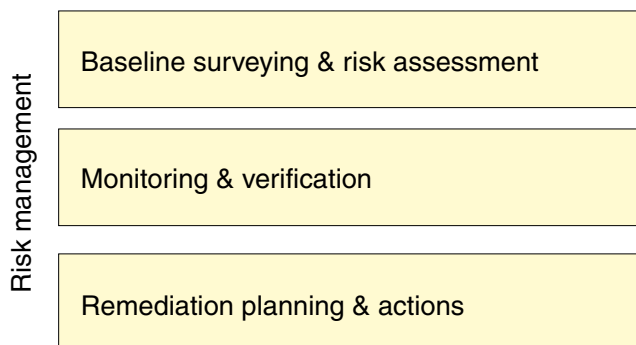 Risk management
Baseline surveying & risk assessment
Monitoring & verification
Remediation planning & actions